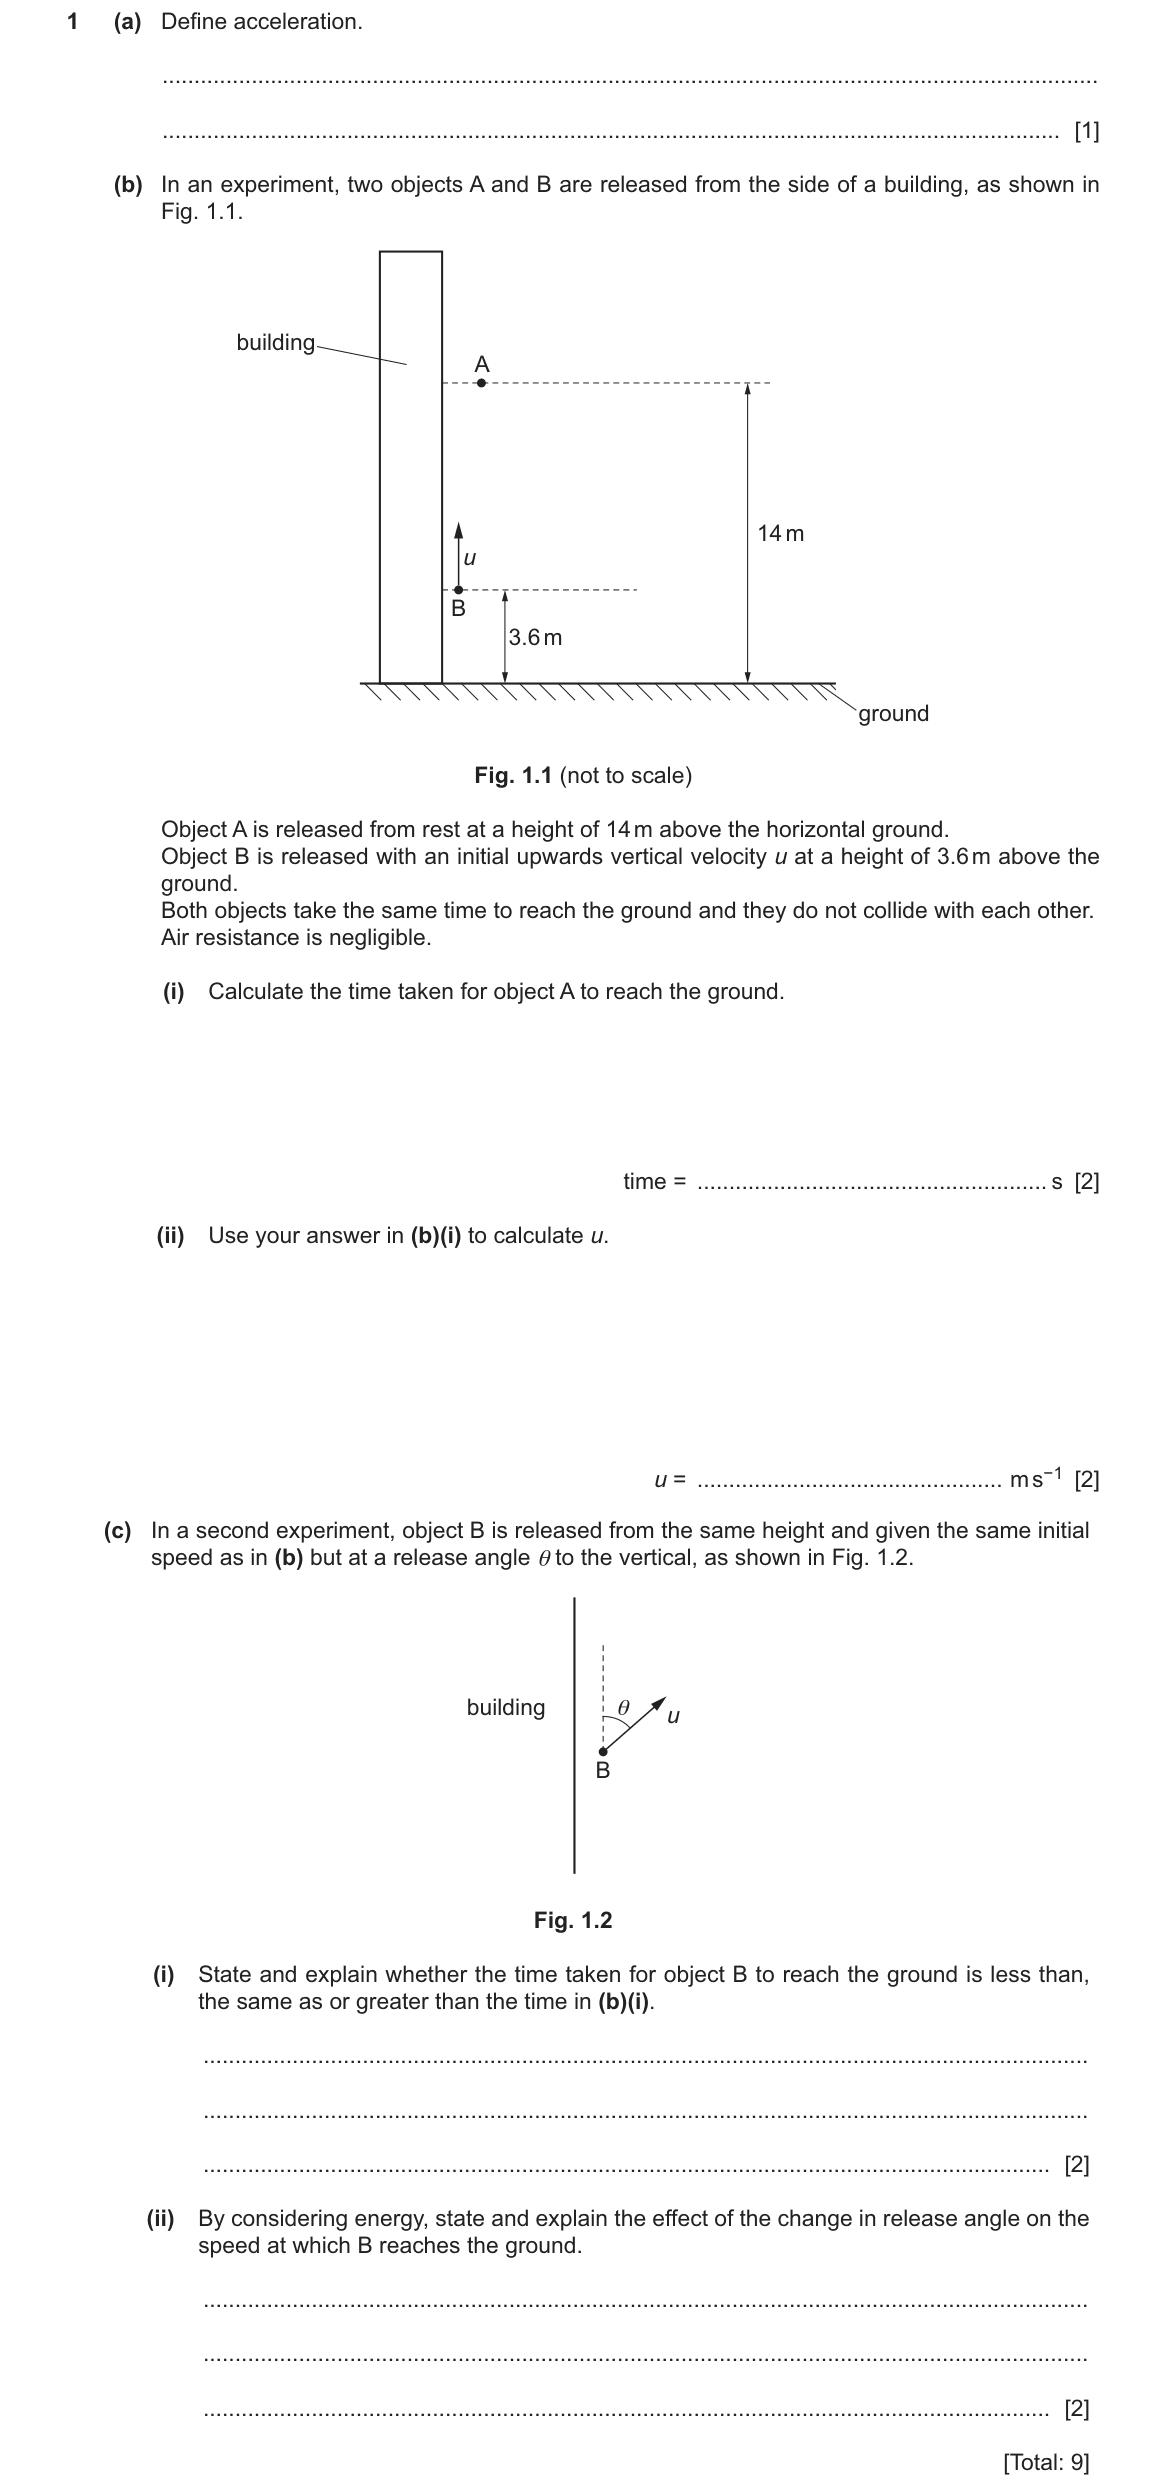 1 (a) Define acceleration.
..........................................................................................................................................................
.................................................................................................................................................... [1]
(b) In an experiment, two objects A and B are released from the side of a building, as shown in
Fig. 1.1.
building
A
14 m
u
B
3.6 m
ground
Fig. 1.1 (not to scale)
Object A is released from rest at a height of 14 m above the horizontal ground.
Object B is released with an initial upwards vertical velocity u at a height of 3.6 m above the
ground.
Both objects take the same time to reach the ground and they do not collide with each other.
Air resistance is negligible.
(i) Calculate the time taken for object A to reach the ground.
time = ....................................................... s [2]
(ii) Use your answer in (b)(i) to calculate u.
u = ................................................ m s⁻¹ [2]
(c) In a second experiment, object B is released from the same height and given the same initial
speed as in (b) but at a release angle θ to the vertical, as shown in Fig. 1.2.
building
θ
u
B
Fig. 1.2
(i) State and explain whether the time taken for object B to reach the ground is less than,
the same as or greater than the time in (b)(i).
..................................................................................................................................................
..................................................................................................................................................
............................................................................................................................................ [2]
(ii) By considering energy, state and explain the effect of the change in release angle on the
speed at which B reaches the ground.
..................................................................................................................................................
..................................................................................................................................................
............................................................................................................................................ [2]
[Total: 9]